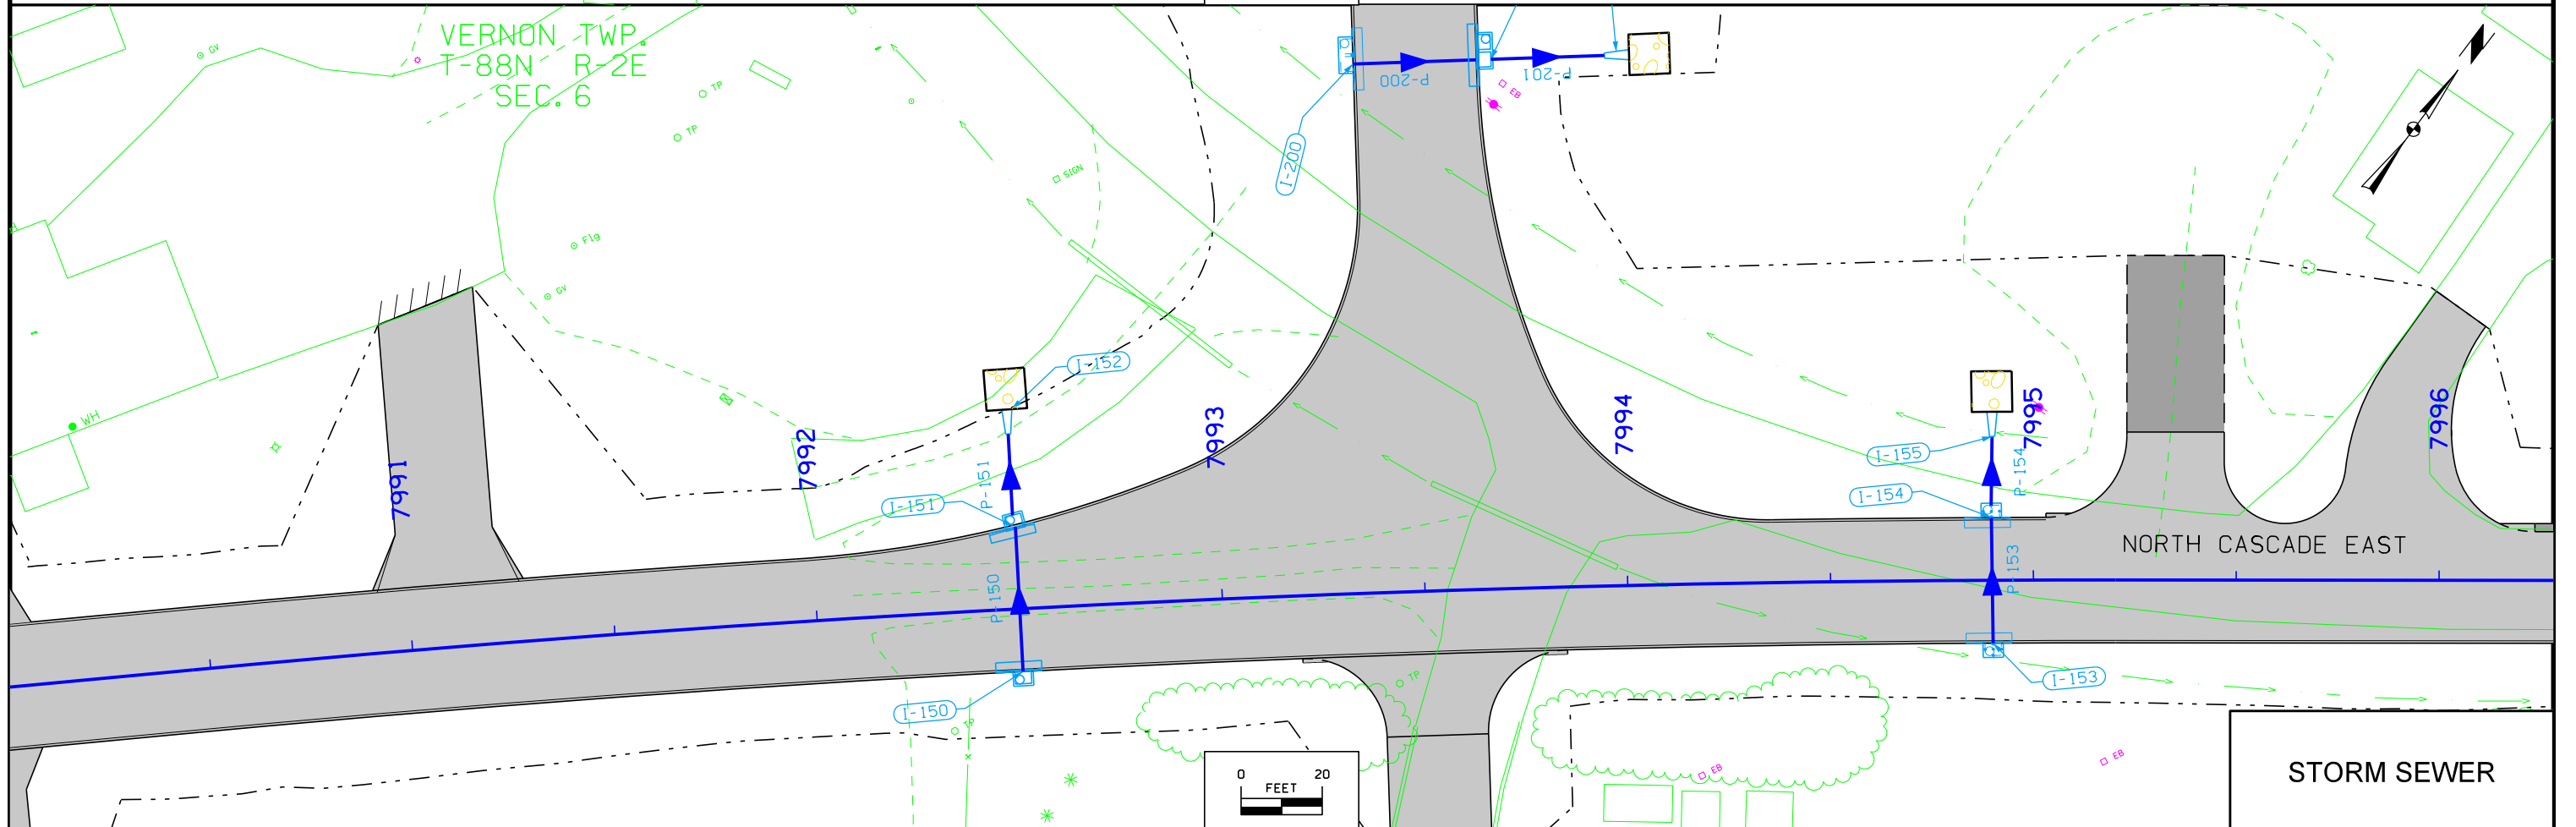 VERNON TWP.
T-88N R-2E
SEC. 6
GV
TP
TP
SIGN
Flg
GV
WH
P-200
P-201
I-200
EB
I-152
P-151
I-151
P-150
I-150
I-155
I-154
P-154
P-153
I-153
7991
7992
7993
7994
7995
7996
NORTH CASCADE EAST
TP
TP
EB
EB
0 20
FEET
STORM SEWER